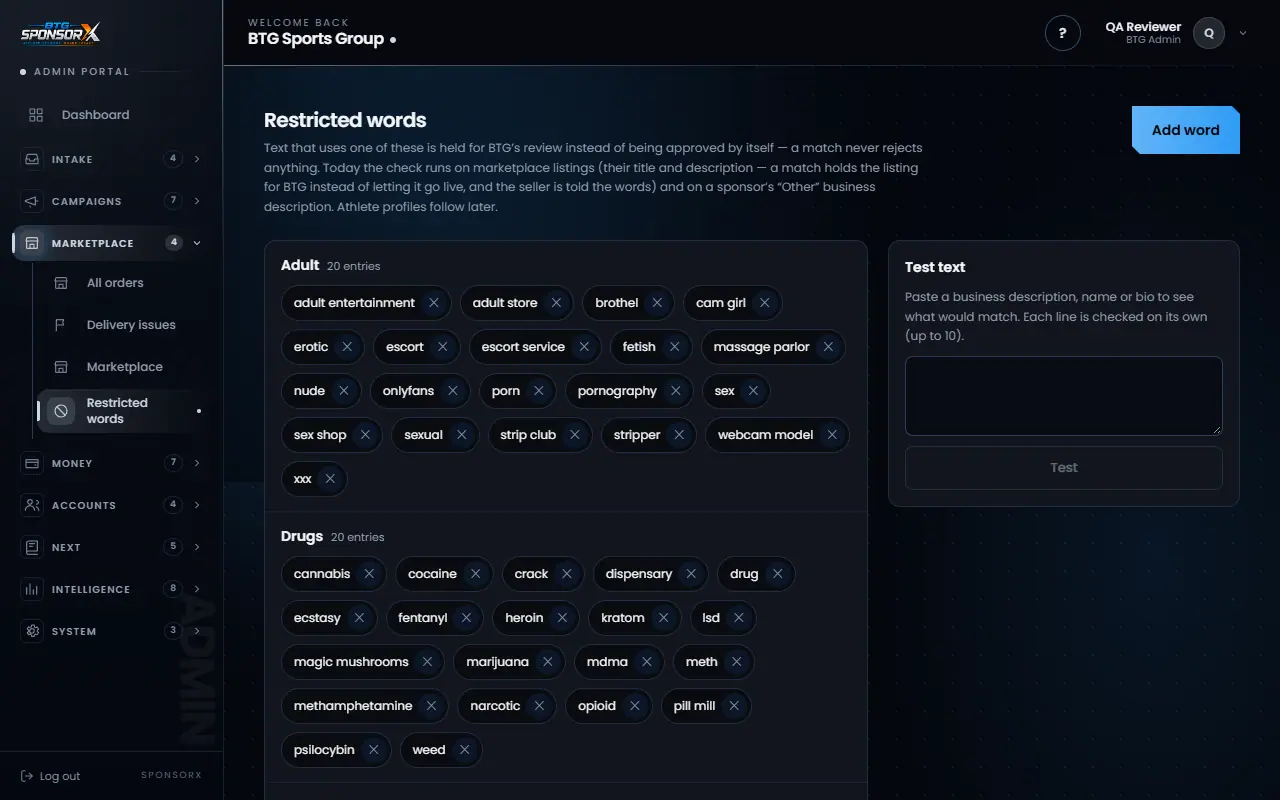 BTG
SPONSORX
ADMIN PORTAL
Dashboard
INTAKE 4
CAMPAIGNS 7
MARKETPLACE 4
All orders
Delivery issues
Marketplace
Restricted
words
MONEY 7
ACCOUNTS 4
NEXT 5
INTELLIGENCE 8
SYSTEM 3
ADMIN
Log out SPONSORX
WELCOME BACK
BTG Sports Group
?
QA Reviewer
BTG Admin
Q
Restricted words
Text that uses one of these is held for BTG’s review instead of being approved by itself — a match never rejects
anything. Today the check runs on marketplace listings (their title and description — a match holds the listing
for BTG instead of letting it go live, and the seller is told the words) and on a sponsor’s “Other” business
description. Athlete profiles follow later.
Add word
Adult 20 entries
adult entertainment adult store brothel cam girl
erotic escort escort service fetish massage parlor
nude onlyfans porn pornography sex
sex shop sexual strip club stripper webcam model
xxx
Drugs 20 entries
cannabis cocaine crack dispensary drug
ecstasy fentanyl heroin kratom lsd
magic mushrooms marijuana mdma meth
methamphetamine narcotic opioid pill mill
psilocybin weed
Test text
Paste a business description, name or bio to see
what would match. Each line is checked on its own
(up to 10).
Test